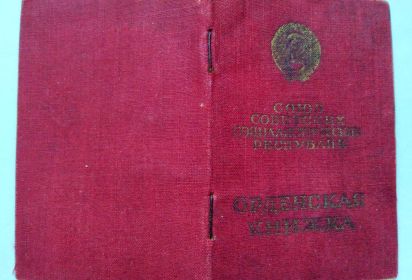 СОЮЗ
СОВЕТСКИХ
СОЦИАЛИСТИЧЕСКИХ
РЕСПУБЛИК
ОРДЕНСКАЯ
КНИЖКА